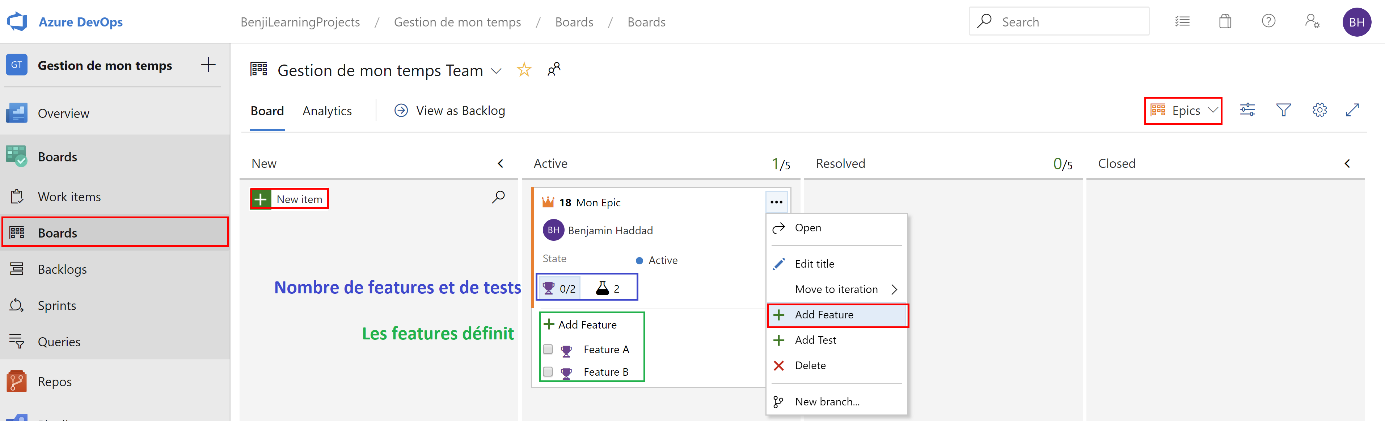 Azure DevOps
BenjiLearningProjects / Gestion de mon temps / Boards / Boards
Search
BH
GT Gestion de mon temps
Gestion de mon temps Team
Overview
Board Analytics View as Backlog
Epics
Boards
New
Active 1/5
Resolved 0/5
Closed
Work items
New item
18 Mon Epic
Boards
BH Benjamin Haddad
Open
State Active
Edit title
Backlogs
Nombre de features et de tests
0/2 2
Move to iteration
Sprints
Add Feature
Les features définit
Add Feature
Queries
Add Test
Feature A
Delete
Feature B
Repos
New branch...